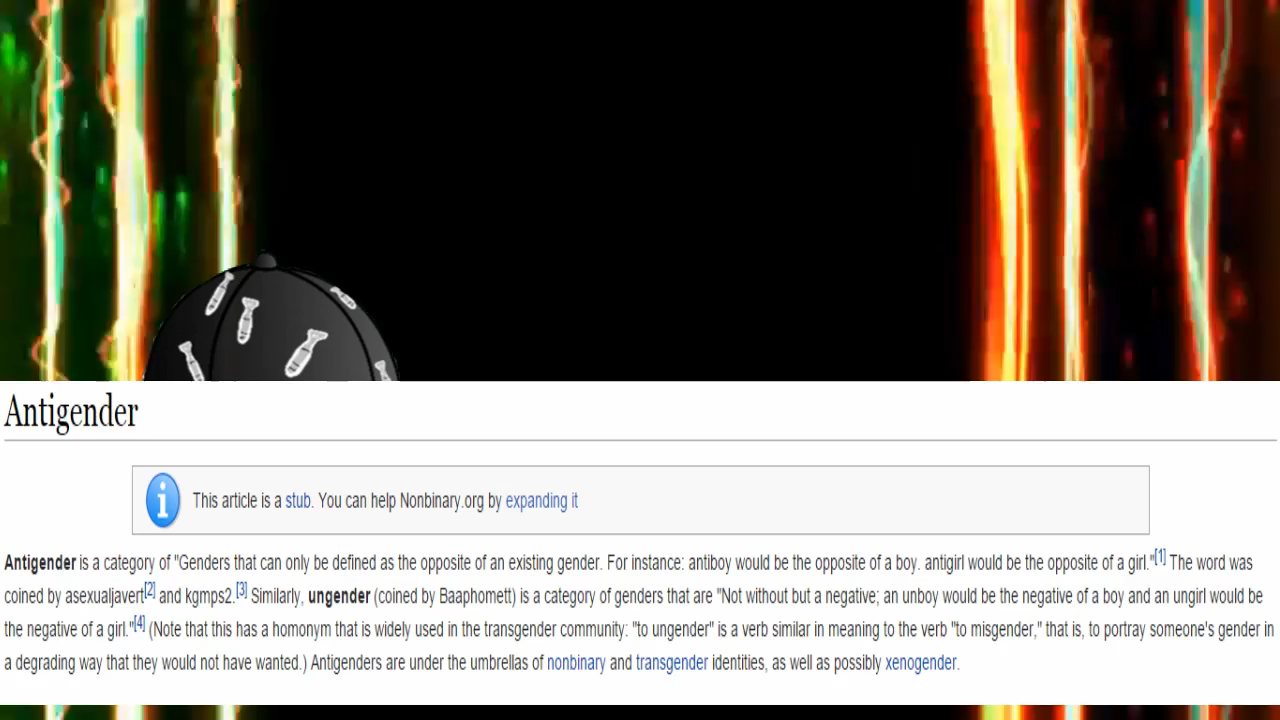 Antigender
This article is a stub. You can help Nonbinary.org by expanding it
Antigender is a category of "Genders that can only be defined as the opposite of an existing gender. For instance: antiboy would be the opposite of a boy. antigirl would be the opposite of a girl."[1] The word was
coined by asexualjavert[2] and kgmps2.[3] Similarly, ungender (coined by Baaphomett) is a category of genders that are "Not without but a negative; an unboy would be the negative of a boy and an ungirl would be
the negative of a girl."[4] (Note that this has a homonym that is widely used in the transgender community: "to ungender" is a verb similar in meaning to the verb "to misgender," that is, to portray someone's gender in
a degrading way that they would not have wanted.) Antigenders are under the umbrellas of nonbinary and transgender identities, as well as possibly xenogender.